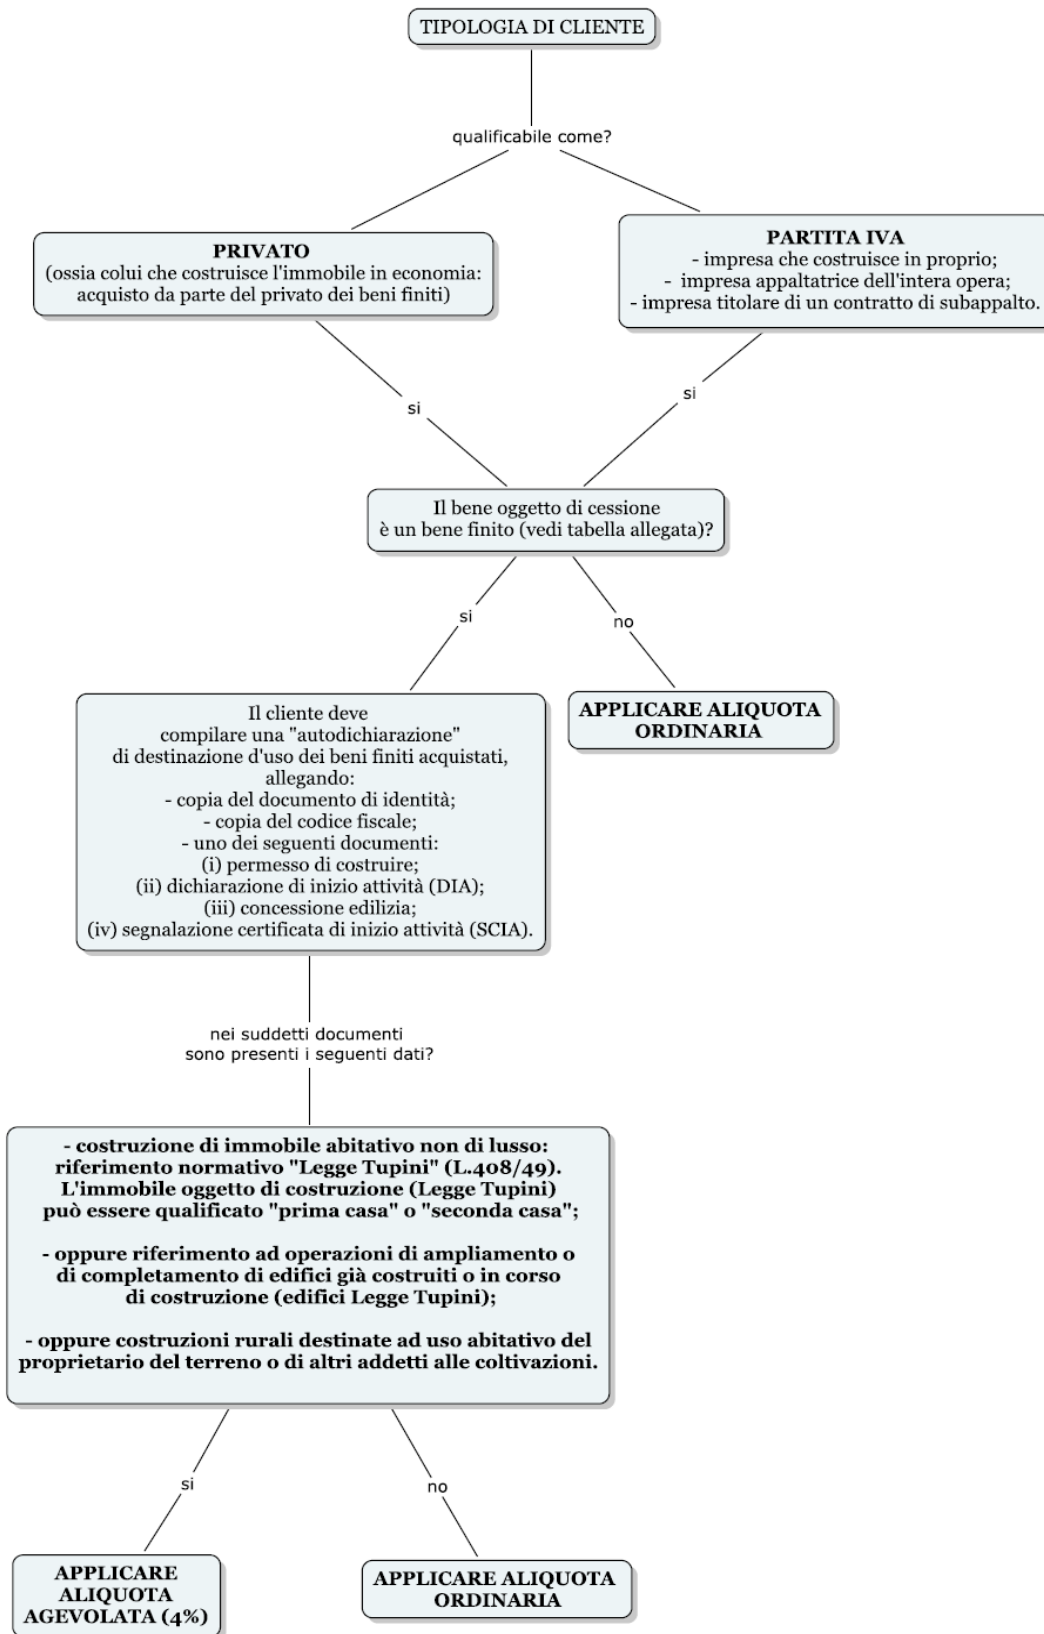 TIPOLOGIA DI CLIENTE
qualificabile come?
PRIVATO
(ossia colui che costruisce l'immobile in economia:
acquisto da parte del privato dei beni finiti)
PARTITA IVA
- impresa che costruisce in proprio;
- impresa appaltatrice dell'intera opera;
- impresa titolare di un contratto di subappalto.
si
si
Il bene oggetto di cessione
è un bene finito (vedi tabella allegata)?
si
no
Il cliente deve
compilare una "autodichiarazione"
di destinazione d'uso dei beni finiti acquistati,
allegando:
- copia del documento di identità;
- copia del codice fiscale;
- uno dei seguenti documenti:
(i) permesso di costruire;
(ii) dichiarazione di inizio attività (DIA);
(iii) concessione edilizia;
(iv) segnalazione certificata di inizio attività (SCIA).
APPLICARE ALIQUOTA
ORDINARIA
nei suddetti documenti
sono presenti i seguenti dati?
- costruzione di immobile abitativo non di lusso:
riferimento normativo "Legge Tupini" (L.408/49).
L'immobile oggetto di costruzione (Legge Tupini)
può essere qualificato "prima casa" o "seconda casa";
- oppure riferimento ad operazioni di ampliamento o
di completamento di edifici già costruiti o in corso
di costruzione (edifici Legge Tupini);
- oppure costruzioni rurali destinate ad uso abitativo del
proprietario del terreno o di altri addetti alle coltivazioni.
si
no
APPLICARE
ALIQUOTA
AGEVOLATA (4%)
APPLICARE ALIQUOTA
ORDINARIA